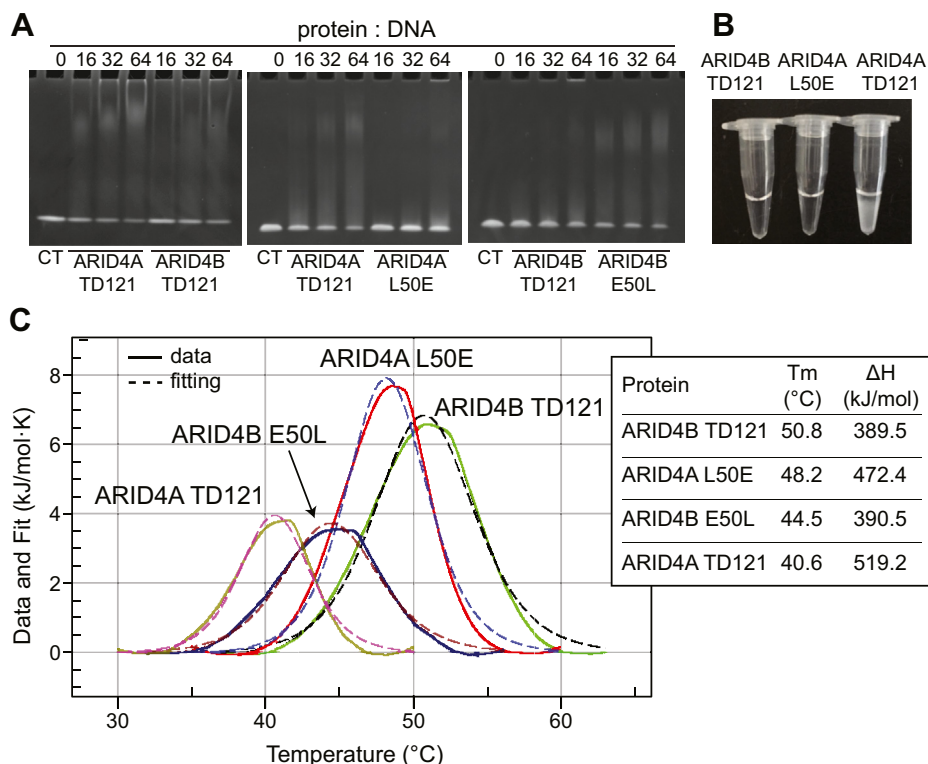 A
protein : DNA
0 16 32 64 16 32 64
0 16 32 64 16 32 64
0 16 32 64 16 32 64
CT ARID4A TD121 ARID4B TD121
CT ARID4A TD121 ARID4A L50E
CT ARID4B TD121 ARID4B E50L
B
ARID4B TD121 ARID4A L50E ARID4A TD121
C
data
fitting
ARID4A L50E
ARID4B TD121
ARID4B E50L
ARID4A TD121
Data and Fit (kJ/mol·K)
8
6
4
2
0
30 40 50 60
Temperature (°C)
Protein Tm (°C) ΔH (kJ/mol)
ARID4B TD121 50.8 389.5
ARID4A L50E 48.2 472.4
ARID4B E50L 44.5 390.5
ARID4A TD121 40.6 519.2